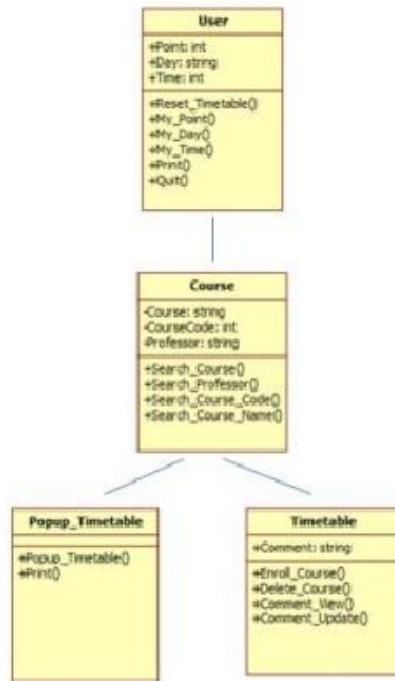 User
+Point: int
+Day: string
+Time: int
+Reset_Timetable()
+My_Point()
+My_Day()
+My_Time()
+Print()
+Quit()
Course
-Course: string
-CourseCode: int
-Professor: string
+Search_Course()
+Search_Professor()
+Search_Course_Code()
+Search_Course_Name()
Popup_Timetable
+Popup_Timetable()
+Print()
Timetable
+Comment: string
+Enroll_Course()
+Delete_Course()
+Comment_View()
+Comment_Update()